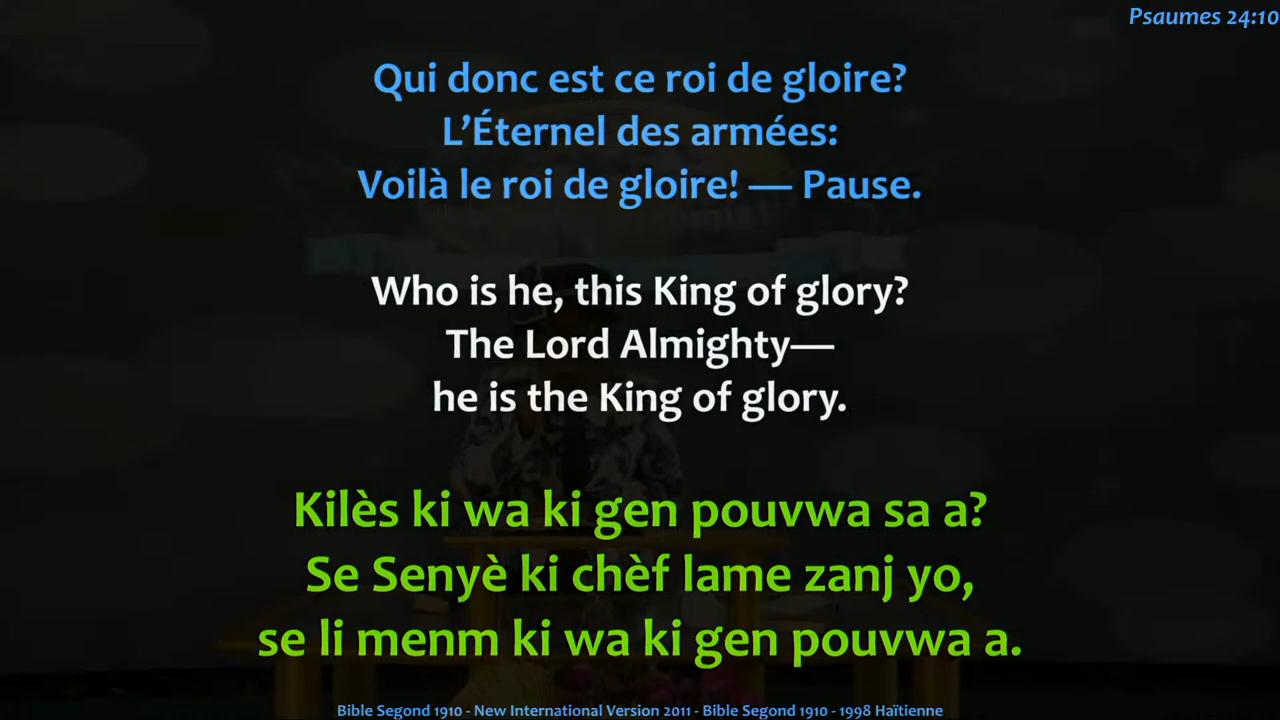 Psaumes 24:10
Qui donc est ce roi de gloire?
L’Éternel des armées:
Voilà le roi de gloire! — Pause.
Who is he, this King of glory?
The Lord Almighty—
he is the King of glory.
Kilès ki wa ki gen pouvwa sa a?
Se Senyè ki chèf lame zanj yo,
se li menm ki wa ki gen pouvwa a.
Bible Segond 1910 - New International Version 2011 - Bible Segond 1910 - 1998 Haïtienne